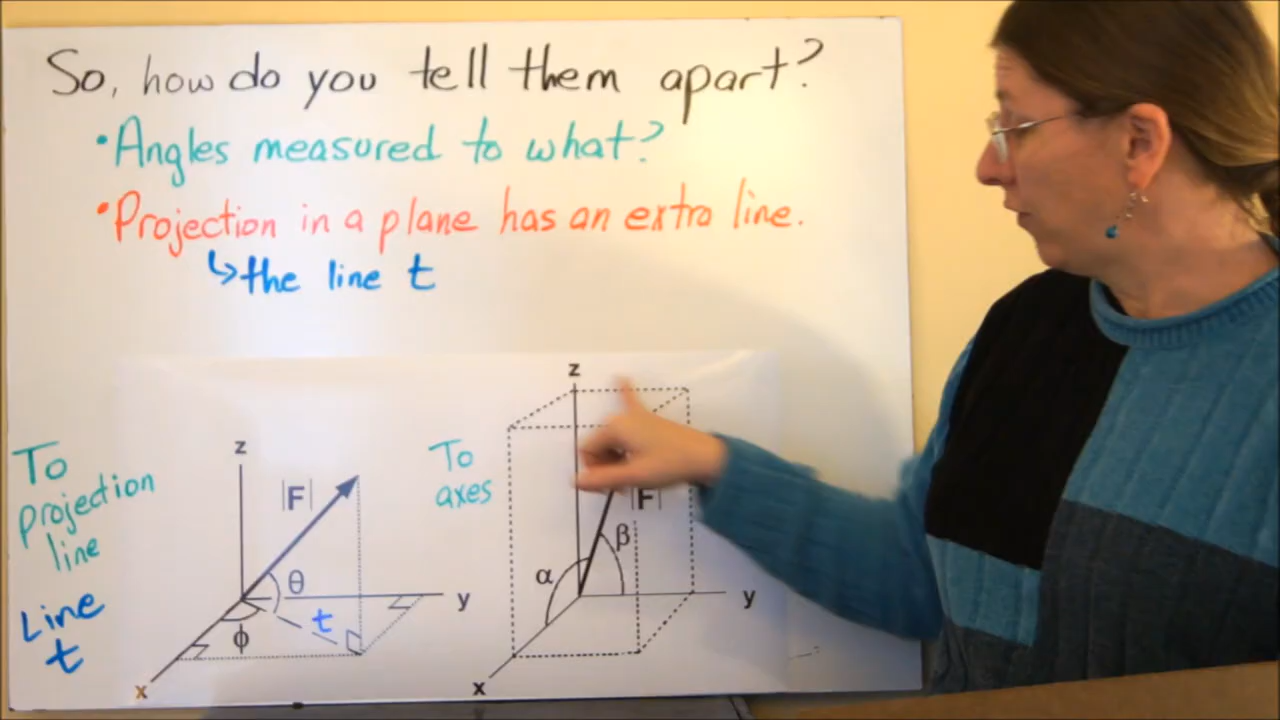 So, how do you tell them apart?
• Angles measured to what?
• Projection in a plane has an extra line.
↳ the line t
To
projection
line
Line
t
z
|F|
θ
y
t
ϕ
x
To
axes
z
|F|
β
α
y
x